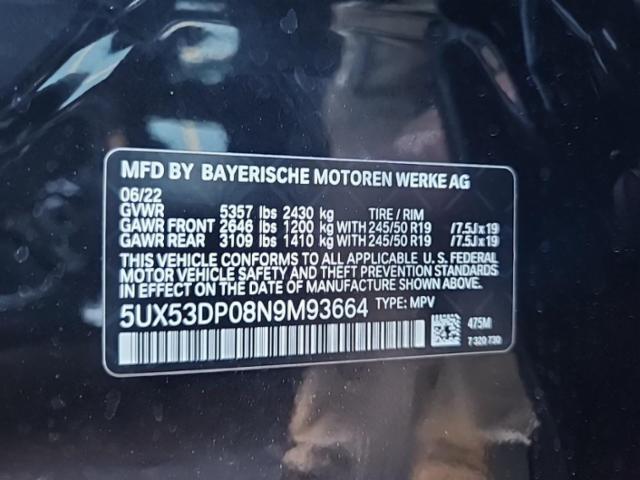 MFD BY BAYERISCHE MOTOREN WERKE AG
06/22
GVWR 5357 lbs 2430 kg TIRE / RIM
GAWR FRONT 2646 lbs 1200 kg WITH 245/50 R19 /7.5Jx19
GAWR REAR 3109 lbs 1410 kg WITH 245/50 R19 /7.5Jx19
THIS VEHICLE CONFORMS TO ALL APPLICABLE U. S. FEDERAL
MOTOR VEHICLE SAFETY AND THEFT PREVENTION STANDARDS
IN EFFECT ON THE DATE OF MANUFACTURE SHOWN ABOVE.
5UX53DP08N9M93664 TYPE: MPV
475M
7 320 730